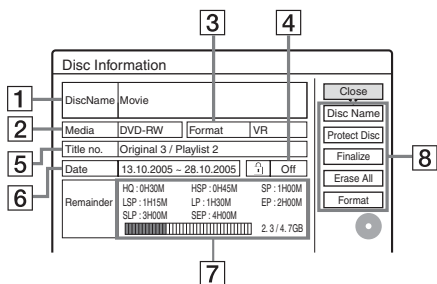 3
4
Disc Information
1
DiscName Movie
Close
Disc Name
2
Media DVD-RW Format VR
Protect Disc
5
Title no. Original 3 / Playlist 2
Finalize
8
6
Date 13.10.2005 ~ 28.10.2005 Off
Erase All
Remainder
HQ : 0H30M HSP : 0H45M SP : 1H00M
Format
LSP : 1H15M LP : 1H30M EP : 2H00M
SLP : 3H00M SEP : 4H00M
2. 3 / 4. 7GB
7